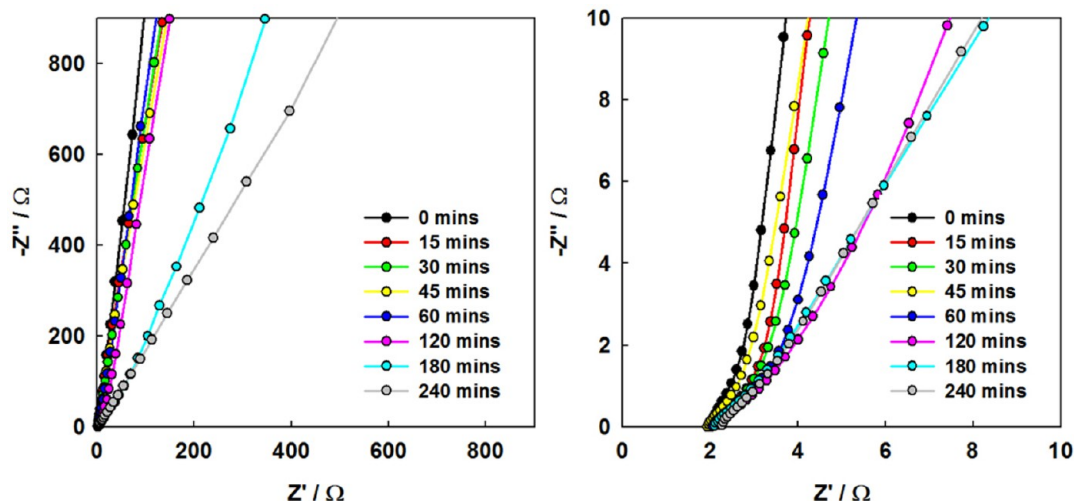 800
600
400
200
0
-Z'' / Ω
0 mins
15 mins
30 mins
45 mins
60 mins
120 mins
180 mins
240 mins
0 200 400 600 800
Z' / Ω
10
8
6
4
2
0
-Z'' / Ω
0 mins
15 mins
30 mins
45 mins
60 mins
120 mins
180 mins
240 mins
0 2 4 6 8 10
Z' / Ω